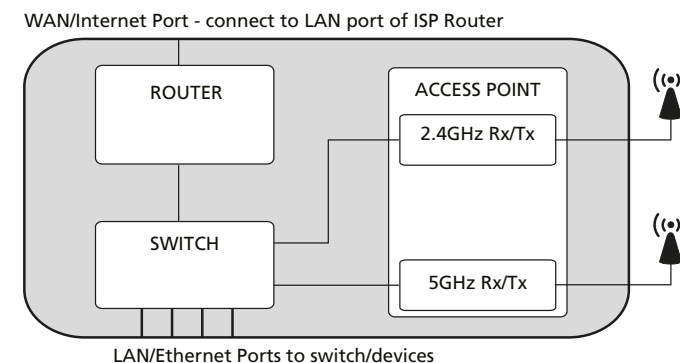 WAN/Internet Port - connect to LAN port of ISP Router
ROUTER
ACCESS POINT
2.4GHz Rx/Tx
SWITCH
5GHz Rx/Tx
LAN/Ethernet Ports to switch/devices